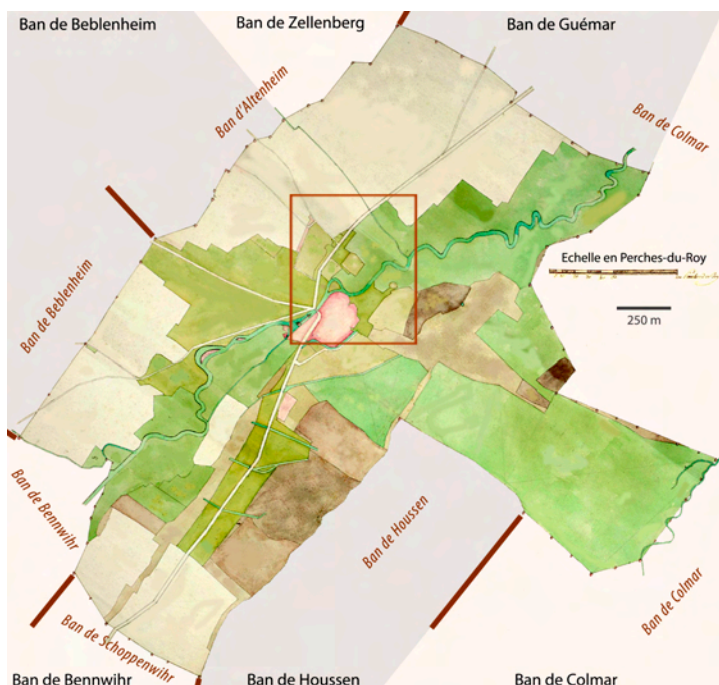 Ban de Beblenheim
Ban de Zellenberg
Ban de Guémar
Ban d'Altenheim
Ban de Colmar
Echelle en Perches-du-Roy
250 m
Ban de Beblenheim
Ban de Bennwihr
Ban de Houssen
Ban de Colmar
Ban de Schoppenwihr
Ban de Bennwihr
Ban de Houssen
Ban de Colmar